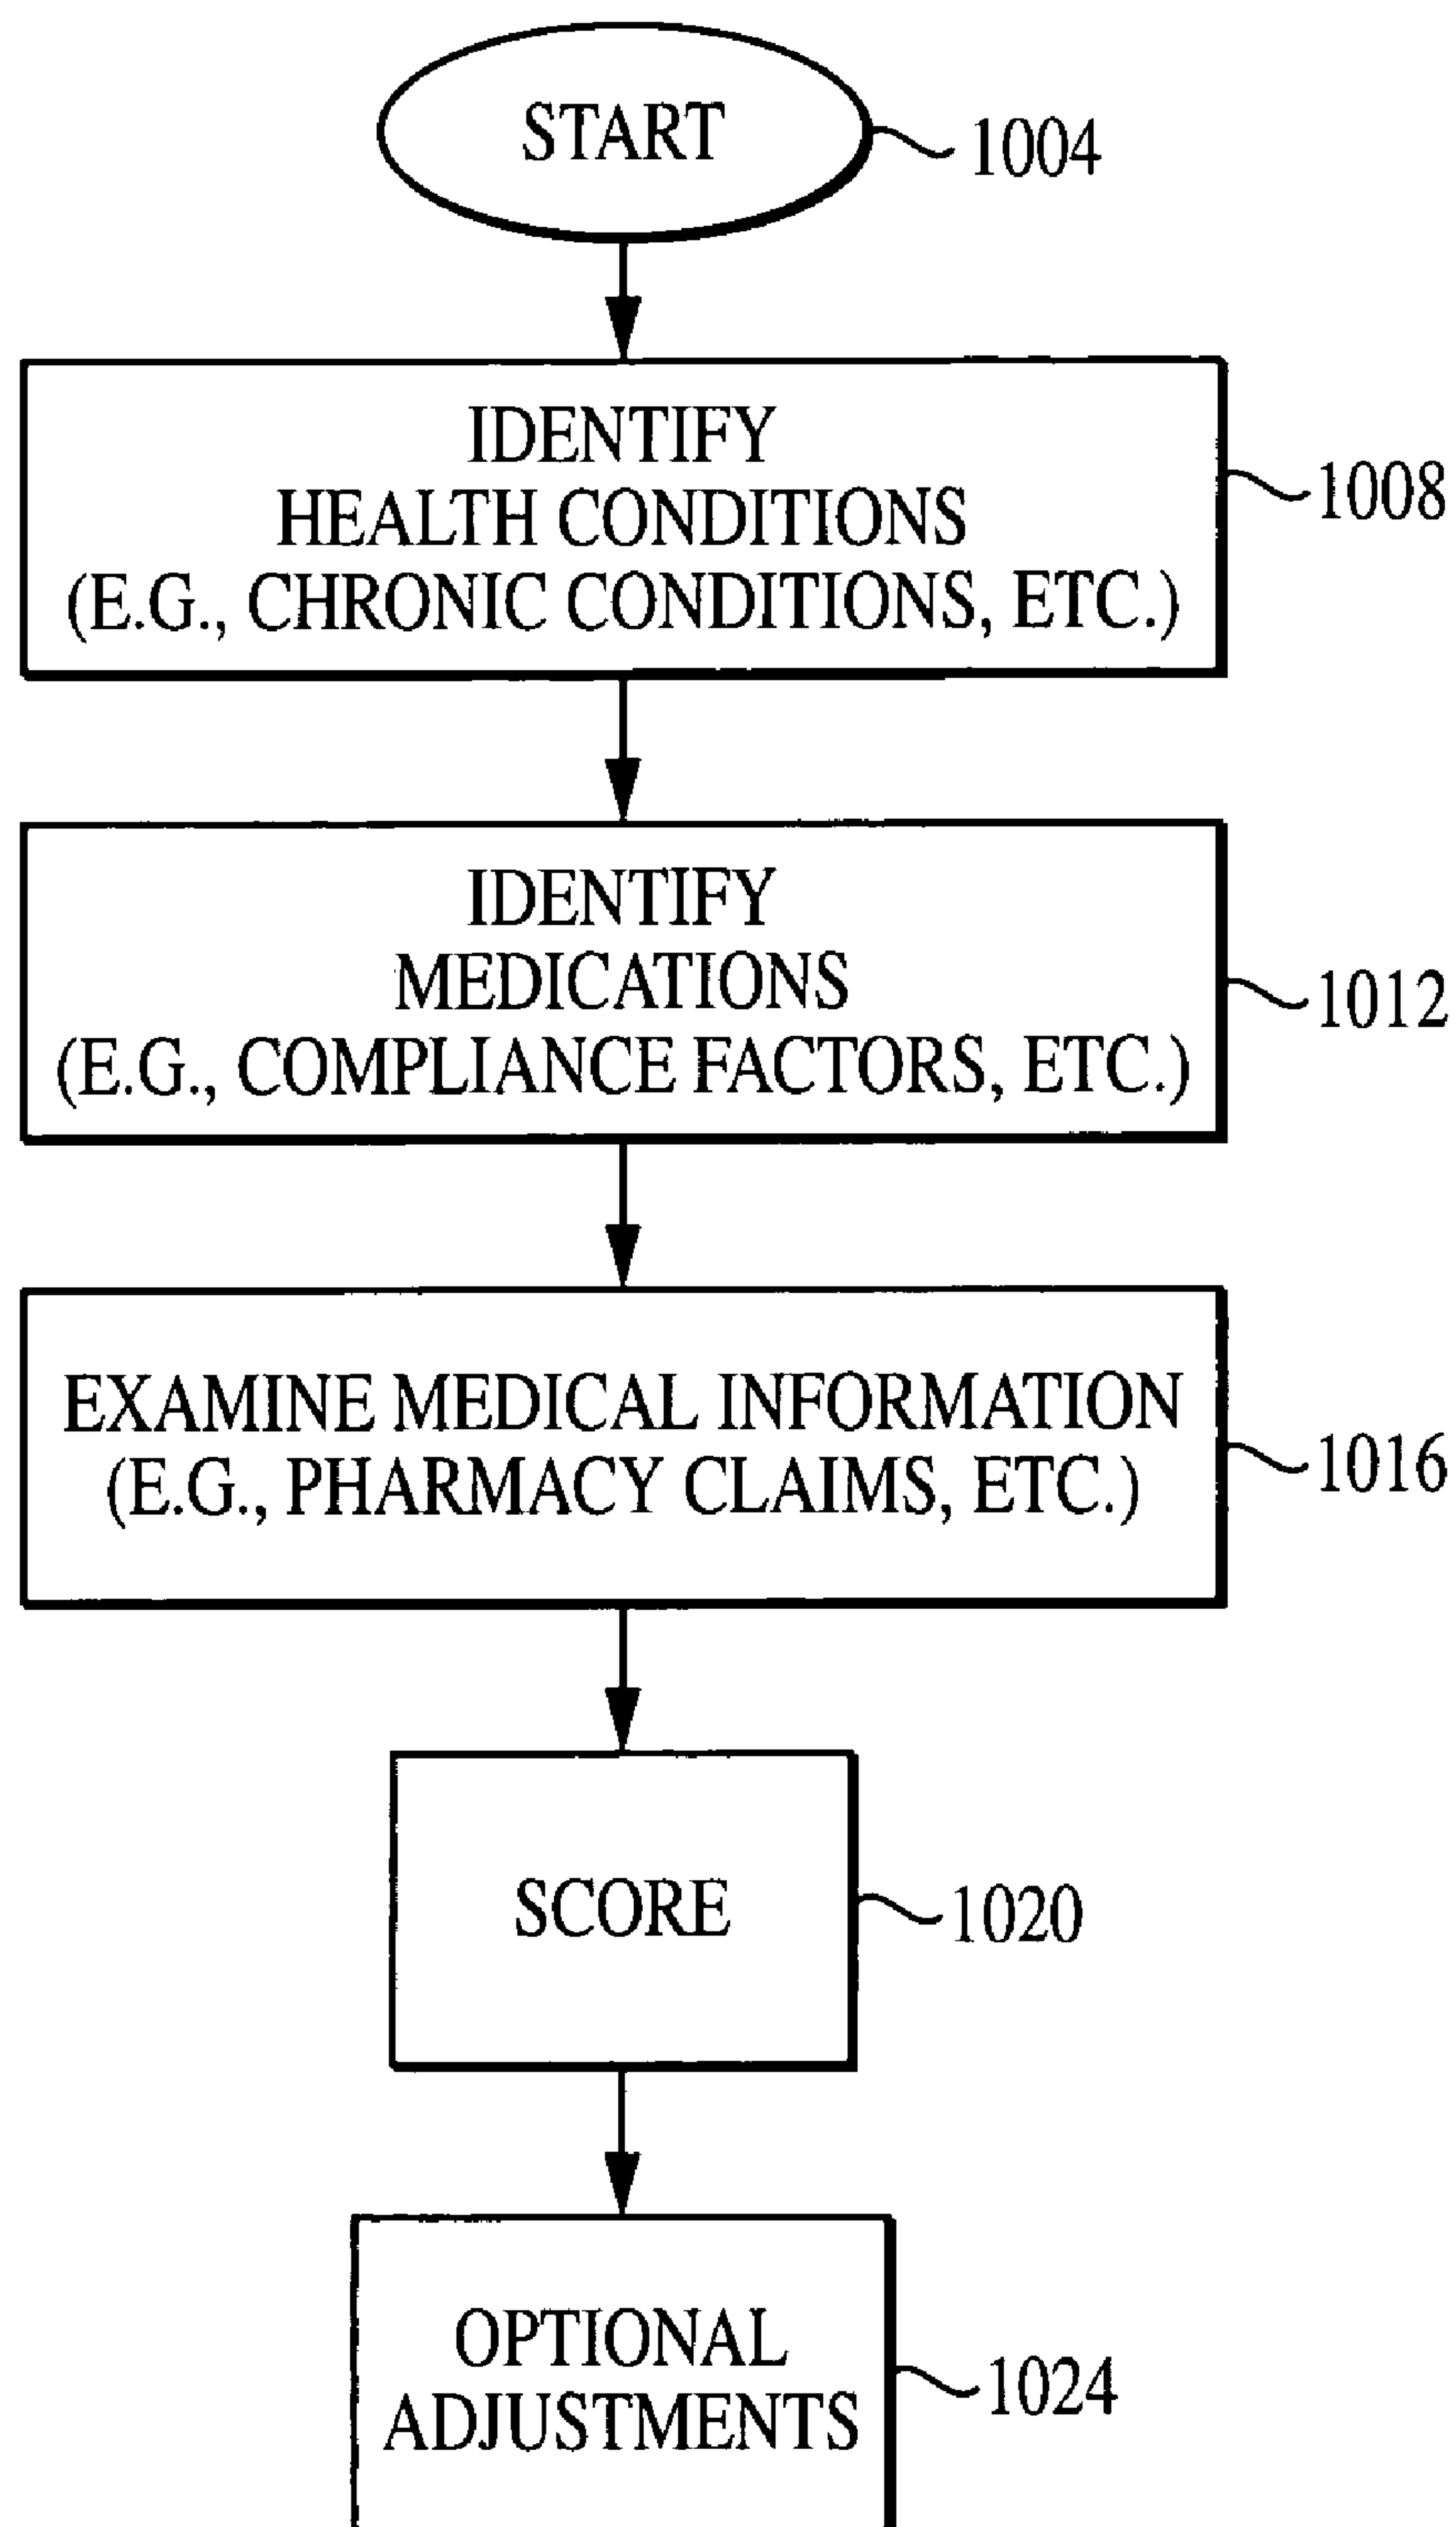 START
1004
IDENTIFY
HEALTH CONDITIONS
(E.G., CHRONIC CONDITIONS, ETC.)
1008
IDENTIFY
MEDICATIONS
(E.G., COMPLIANCE FACTORS, ETC.)
1012
EXAMINE MEDICAL INFORMATION
(E.G., PHARMACY CLAIMS, ETC.)
1016
SCORE
1020
OPTIONAL
ADJUSTMENTS
1024